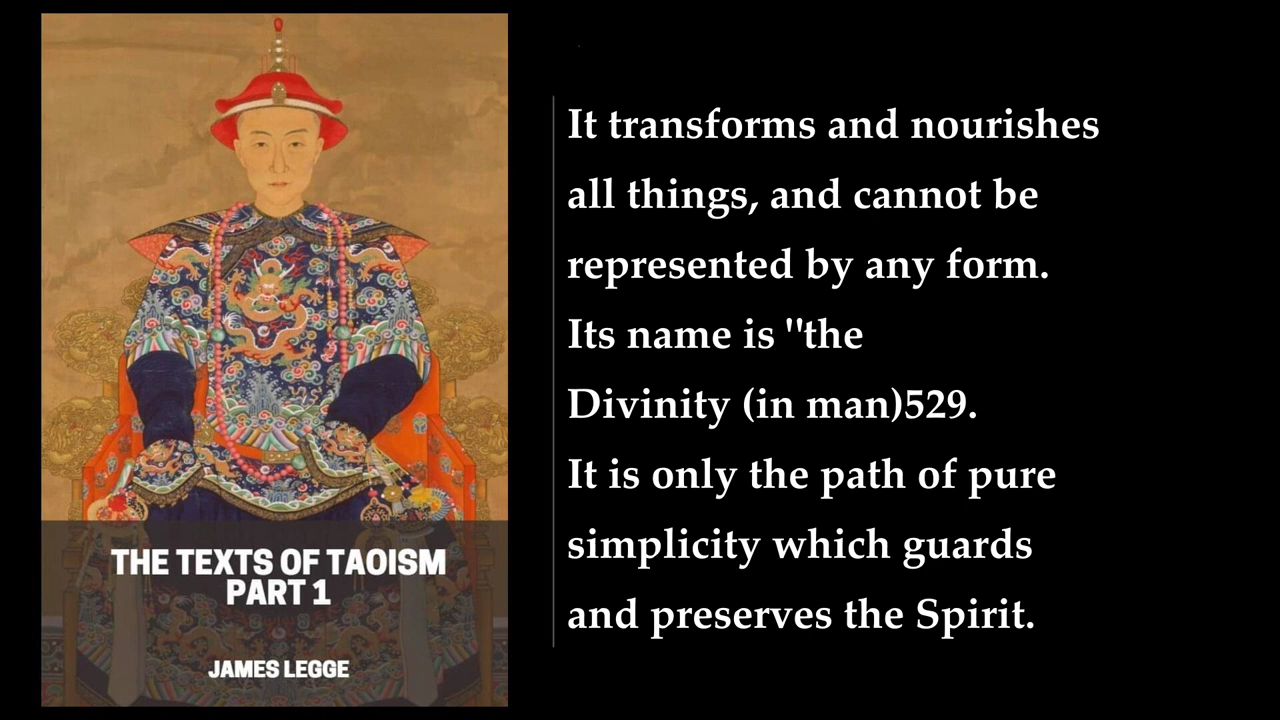 THE TEXTS OF TAOISM
PART 1
JAMES LEGGE
It transforms and nourishes
all things, and cannot be
represented by any form.
Its name is "the
Divinity (in man)529.
It is only the path of pure
simplicity which guards
and preserves the Spirit.